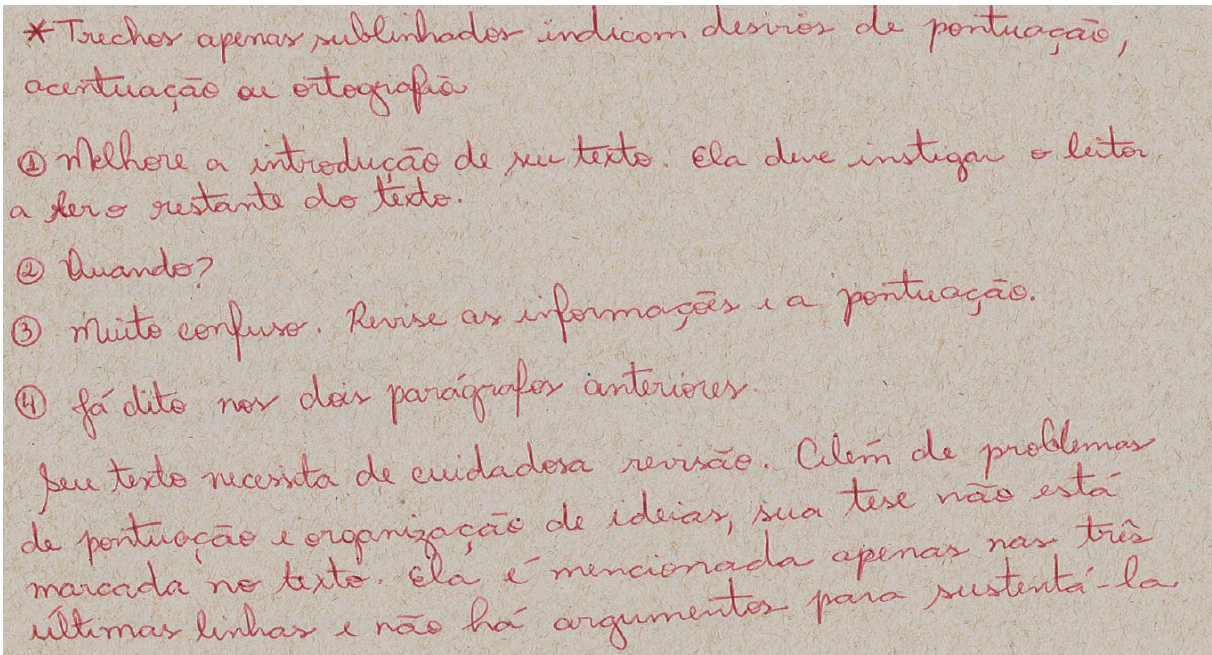 * Trechos apenas sublinhados indicam desvios de pontuação,
acentuação ou ortografia
① Melhore a introdução de seu texto. Ela deve instigar o leitor
a ler o restante do texto.
② Quando?
③ Muito confuso. Revise as informações e a pontuação.
④ Já dito nos dois parágrafos anteriores.
Seu texto necessita de cuidadosa revisão. Além de problemas
de pontuação e organização de ideias, sua tese não está
marcada no texto. Ela é mencionada apenas nas três
últimas linhas e não há argumentos para sustentá-la